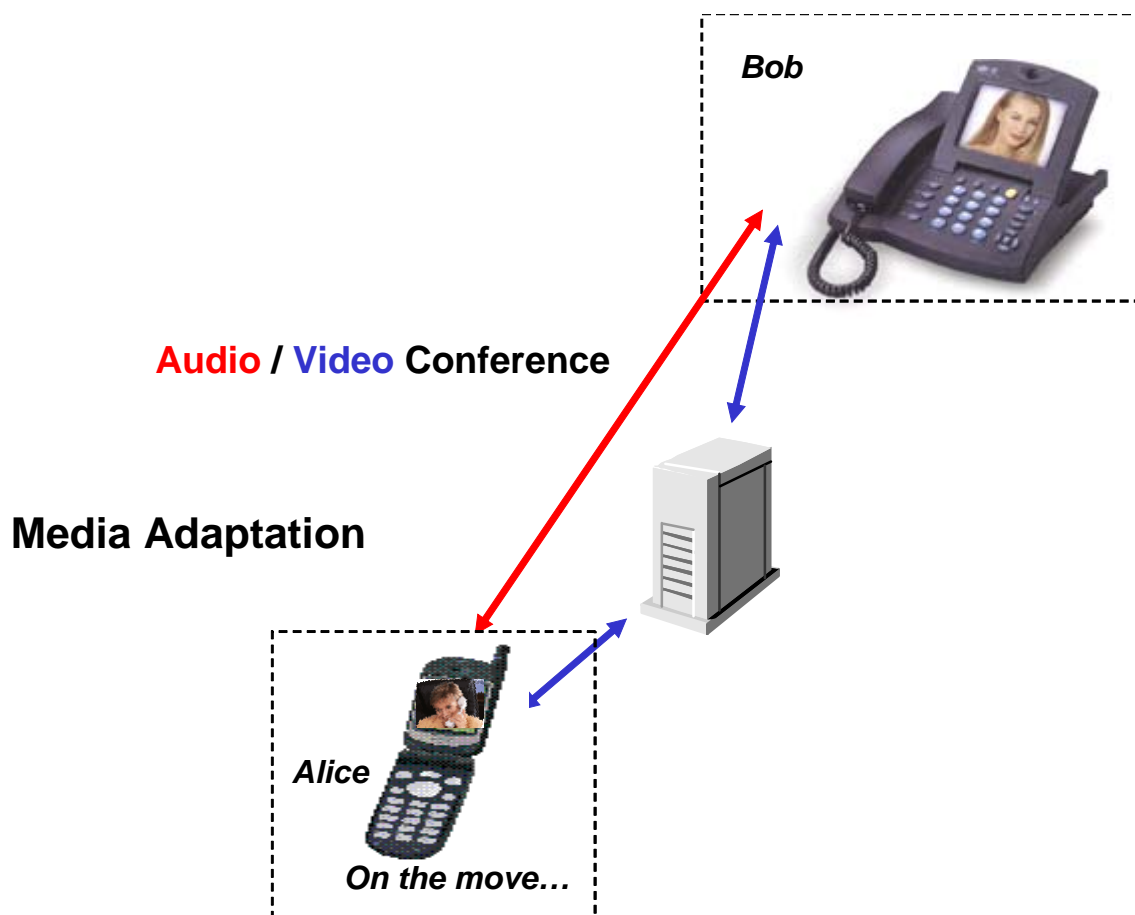 Bob
Audio / Video Conference
Media Adaptation
Alice
On the move…